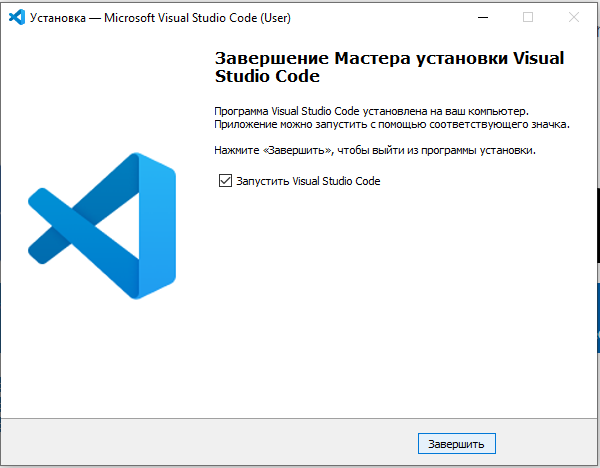 Установка — Microsoft Visual Studio Code (User)
Завершение Мастера установки Visual
Studio Code
Программа Visual Studio Code установлена на ваш компьютер.
Приложение можно запустить с помощью соответствующего значка.
Нажмите «Завершить», чтобы выйти из программы установки.
Запустить Visual Studio Code
Завершить